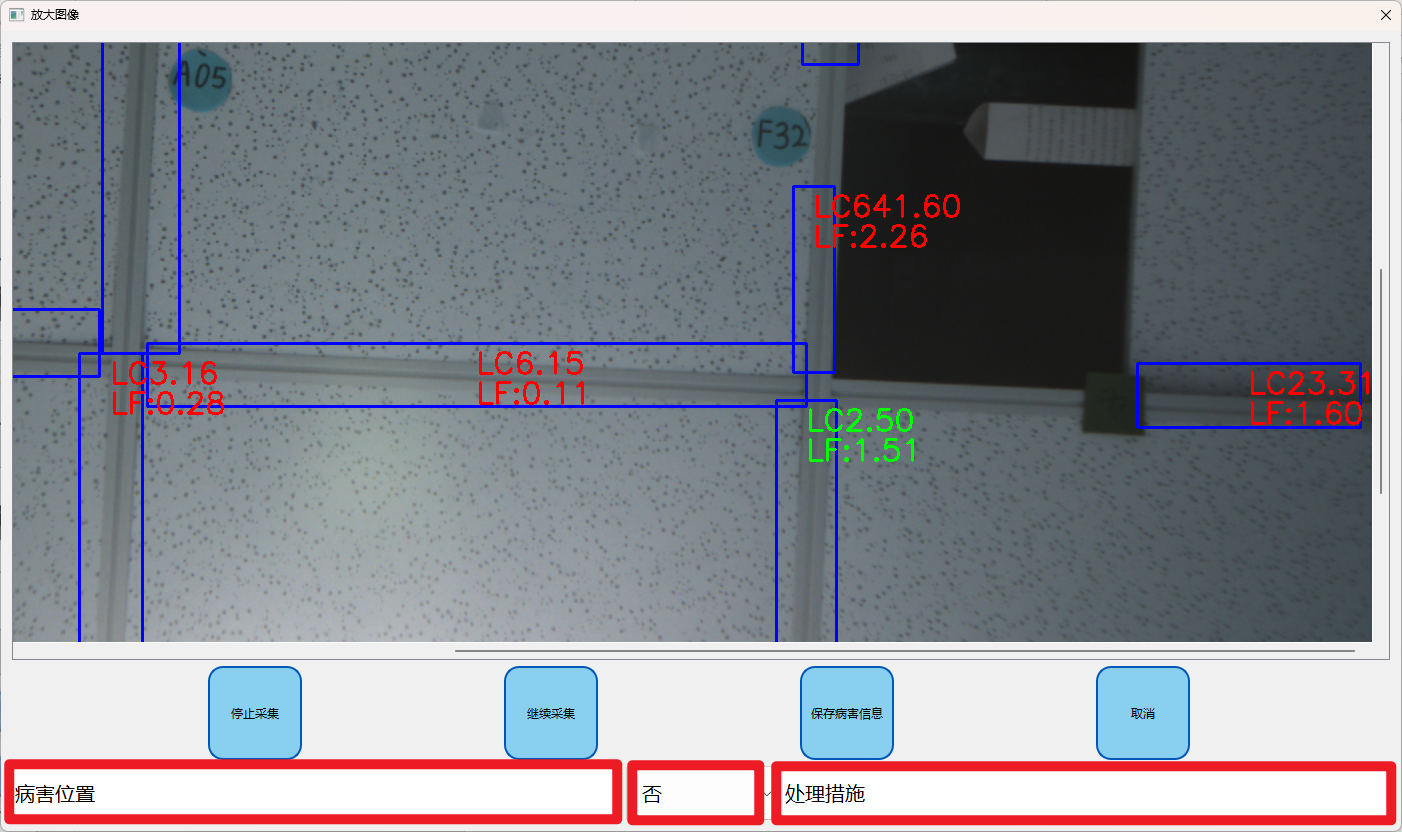 放大图像
A05
F32
LC641.60
LF:2.26
LC6.15
LF:0.11
LC3.16
LF:0.28
LC23.31
LF:1.60
LC2.50
LF:1.51
停止采集
继续采集
保存病害信息
取消
病害位置
否
处理措施